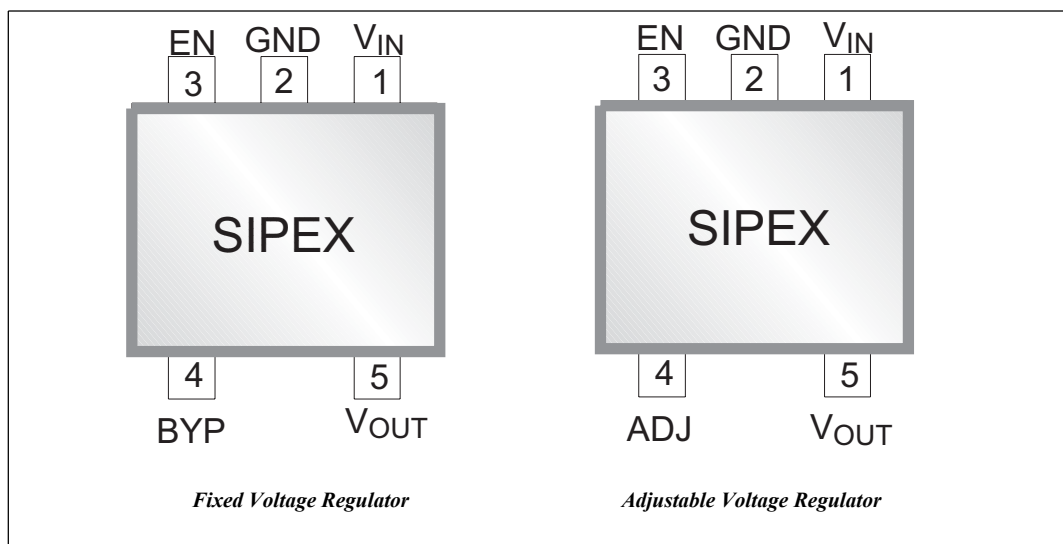 EN GND VIN
3 2 1
SIPEX
4 5
BYP VOUT
Fixed Voltage Regulator
EN GND VIN
3 2 1
SIPEX
4 5
ADJ VOUT
Adjustable Voltage Regulator